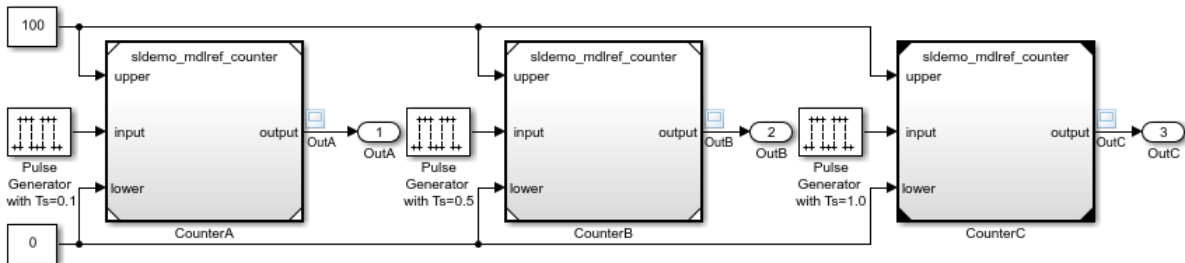 100
sldemo_mdlref_counter
upper
input
output
lower
CounterA
Pulse
Generator
with Ts=0.1
0
OutA
1
OutA
sldemo_mdlref_counter
upper
input
output
lower
CounterB
Pulse
Generator
with Ts=0.5
OutB
2
OutB
sldemo_mdlref_counter
upper
input
output
lower
CounterC
Pulse
Generator
with Ts=1.0
OutC
3
OutC